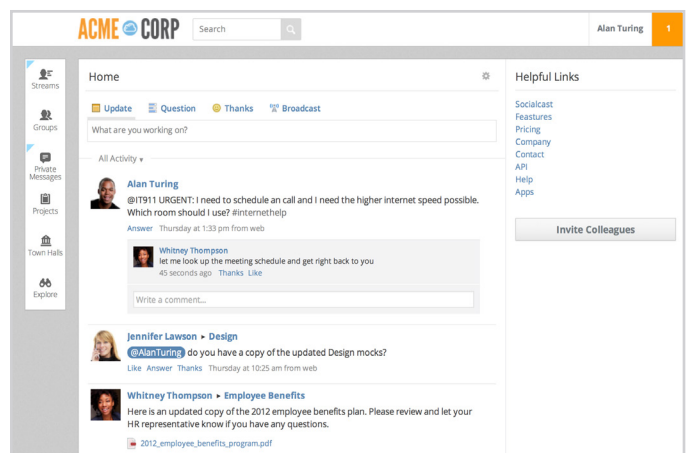 ACME CORP
Search
Alan Turing
1
Streams
Groups
Private
Messages
Projects
Town Halls
Explore
Home
Update
Question
Thanks
Broadcast
What are you working on?
All Activity
Alan Turing
@IT911 URGENT: I need to schedule an call and I need the higher internet speed possible.
Which room should I use? #internethelp
Answer Thursday at 1:33 pm from web
Whitney Thompson
let me look up the meeting schedule and get right back to you
45 seconds ago Thanks Like
Write a comment...
Jennifer Lawson ▸ Design
@AlanTuring do you have a copy of the updated Design mocks?
Like Answer Thanks Thursday at 10:25 am from web
Whitney Thompson ▸ Employee Benefits
Here is an updated copy of the 2012 employee benefits plan. Please review and let your
HR representative know if you have any questions.
2012_employee_benefits_program.pdf
Helpful Links
Socialcast
Feastures
Pricing
Company
Contact
API
Help
Apps
Invite Colleagues